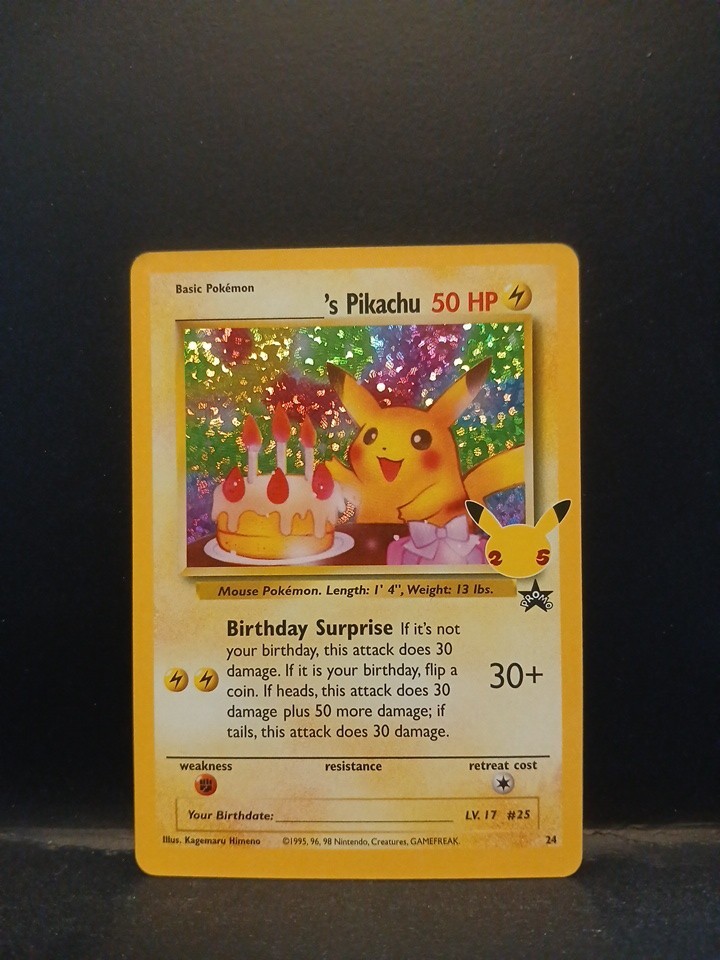 Basic Pokémon
____________'s Pikachu 50 HP
25
Mouse Pokémon. Length: 1' 4", Weight: 13 lbs.
PROMO
Birthday Surprise If it's not
your birthday, this attack does 30
damage. If it is your birthday, flip a
coin. If heads, this attack does 30
damage plus 50 more damage; if
tails, this attack does 30 damage.
30+
weakness resistance retreat cost
Your Birthdate: ____________ LV. 17 #25
Illus. Kagemaru Himeno ©1995, 96, 98 Nintendo, Creatures, GAMEFREAK. 24